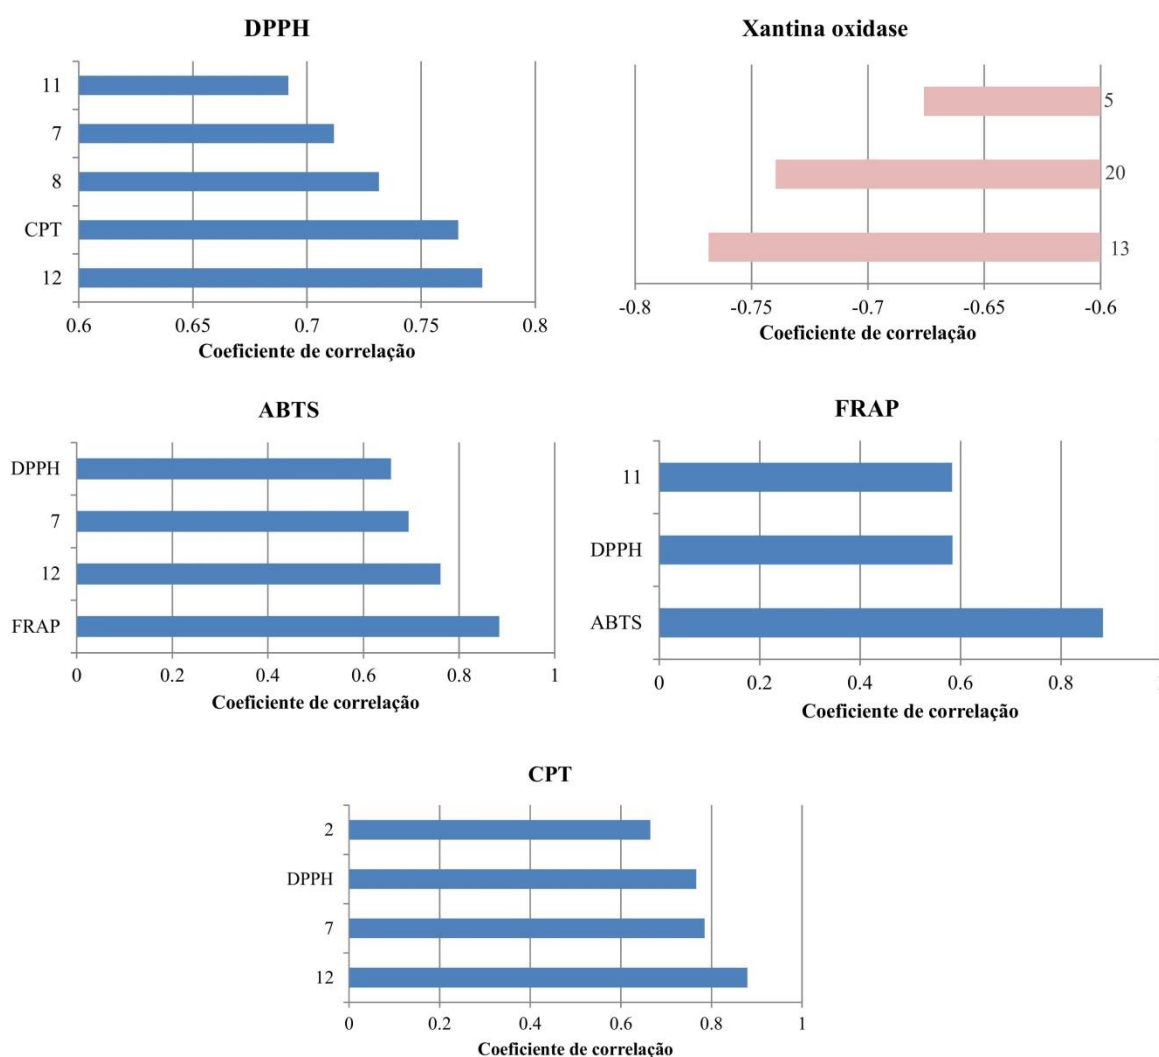 DPPH
11
7
8
CPT
12
0.6 0.65 0.7 0.75 0.8
Coeficiente de correlação
Xantina oxidase
5
20
13
-0.8 -0.75 -0.7 -0.65 -0.6
Coeficiente de correlação
ABTS
DPPH
7
12
FRAP
0 0.2 0.4 0.6 0.8 1
Coeficiente de correlação
FRAP
11
DPPH
ABTS
0 0.2 0.4 0.6 0.8
Coeficiente de correlação
CPT
2
DPPH
7
12
0 0.2 0.4 0.6 0.8 1
Coeficiente de correlação